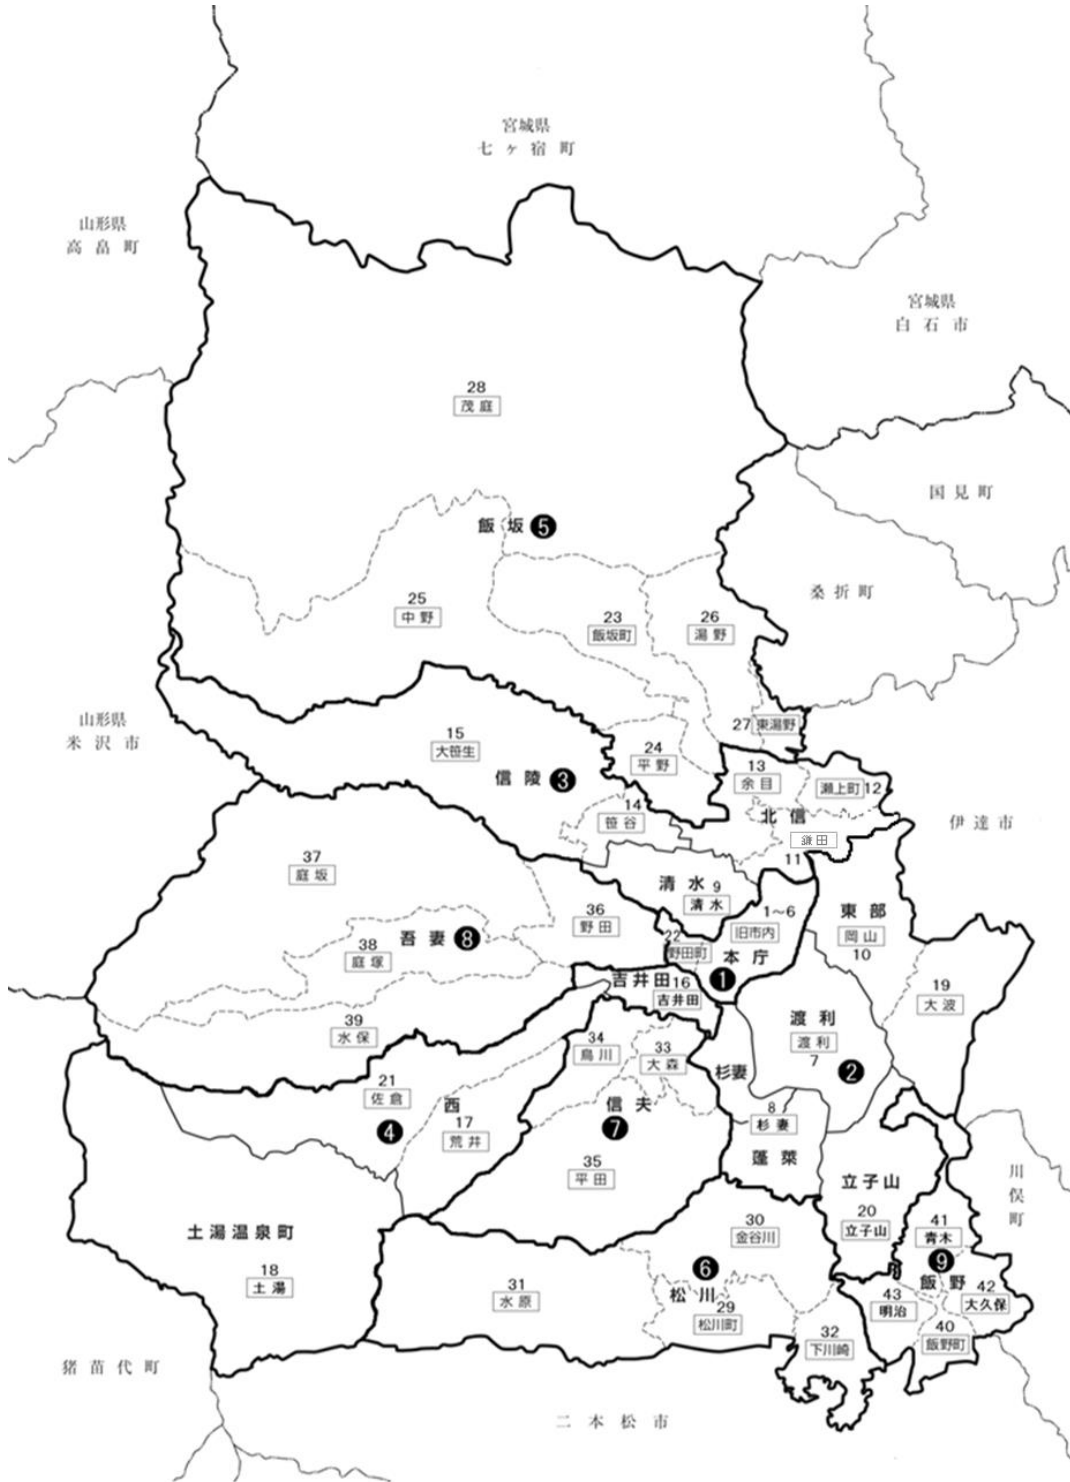 宮城県
七ヶ宿町
山形県
高畠町
宮城県
白石市
28
茂庭
国見町
飯坂 5
桑折町
25
中野
23
飯坂町
26
湯野
山形県
米沢市
27 東湯野
15
大笹生
24
平野
13
余目
信陵 3
瀬上町 12
14
笹谷
北信
伊達市
鎌田
11
37
庭坂
清水 9
清水
36
野田
1～6
旧市内
東部
岡山
10
吾妻 8
38
庭塚
22
野田町
本庁
1
吉井田 16
吉井田
19
大波
39
水保
渡利
渡利
7
2
34
鳥川
33
大森
杉妻
21
佐倉
西
4
17
荒井
信夫
7
8
杉妻
蓬莱
35
平田
立子山
川俣町
20
立子山
土湯温泉町
18
土湯
30
金谷川
41
青木
9
飯野
6
松川
29
松川町
31
水原
42
大久保
43
明治
32
下川崎
40
飯野町
猪苗代町
二本松市